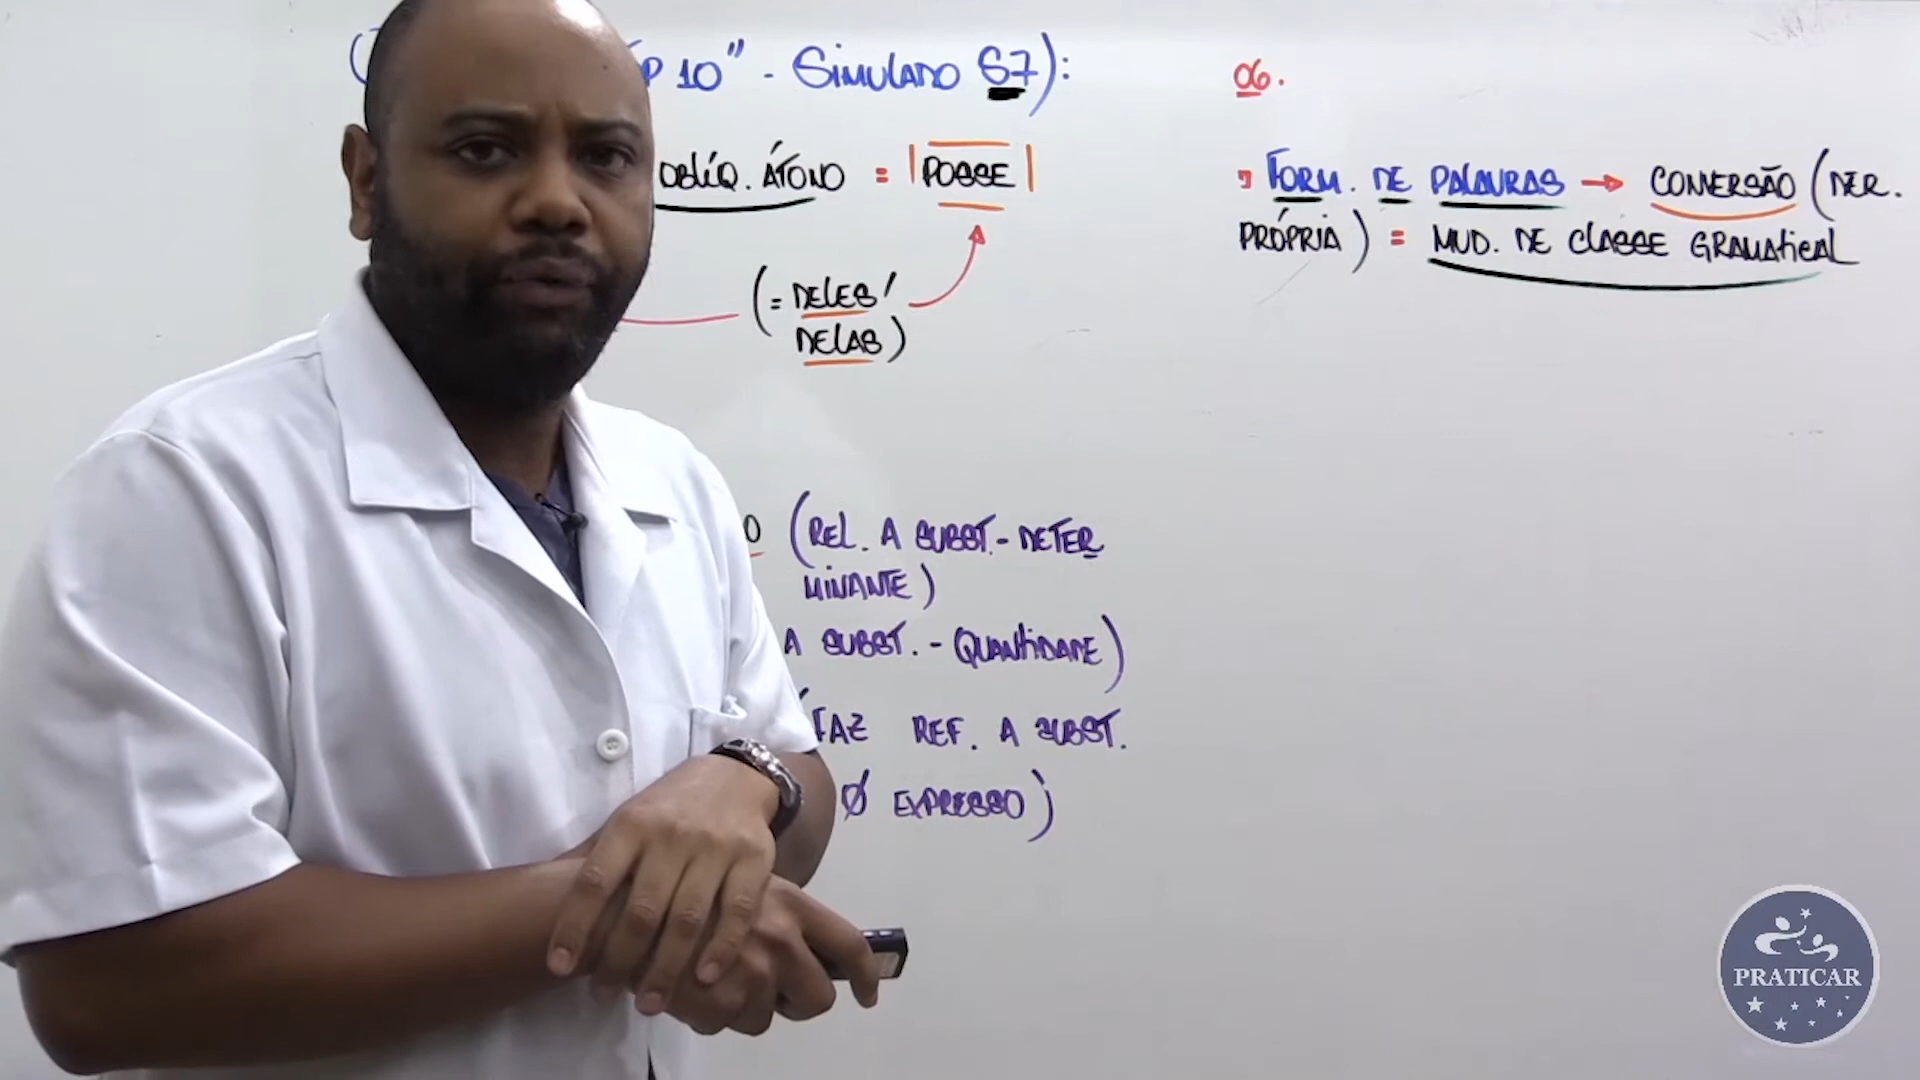 P 10" - SIMULADO S7):
OBLÍQ. ÁTONO = | POSSE |
(= DELES/
DELAS)
O (REL. A SUBST. - DETER
MINANTE)
A SUBST. - QUANTIDADE)
FAZ REF. A SUBST.
Ø EXPRESSO)
06.
FORM. DE PALAVRAS → CONVERSÃO (DER.
PRÓPRIA) = MUD. DE CLASSE GRAMATICAL
PRATICAR